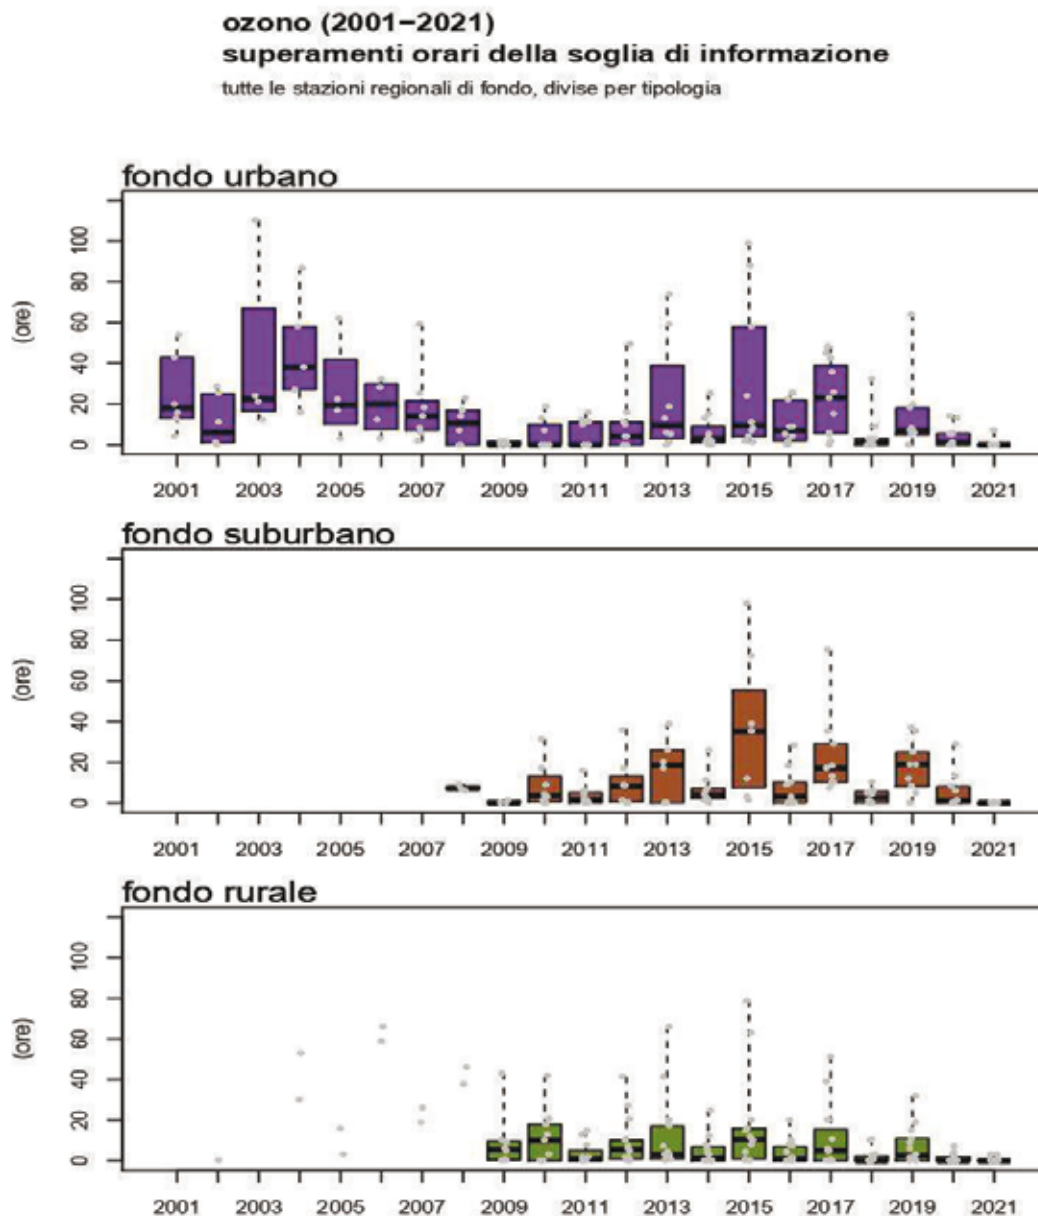 ozono (2001−2021)
superamenti orari della soglia di informazione
tutte le stazioni regionali di fondo, divise per tipologia
fondo urbano
(ore)
100
80
60
40
20
0
2001 2003 2005 2007 2009 2011 2013 2015 2017 2019 2021
fondo suburbano
(ore)
100
80
60
40
20
0
2001 2003 2005 2007 2009 2011 2013 2015 2017 2019 2021
fondo rurale
(ore)
100
80
60
40
20
0
2001 2003 2005 2007 2009 2011 2013 2015 2017 2019 2021